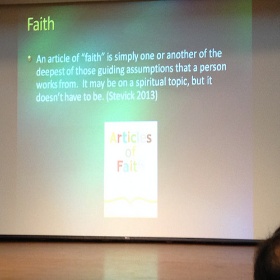 Faith
• An article of "faith" is simply one or another of the
deepest of those guiding assumptions that a person
works from. It may be on a spiritual topic, but it
doesn't have to be. (Stevick 2013)
Articles
of
Faith